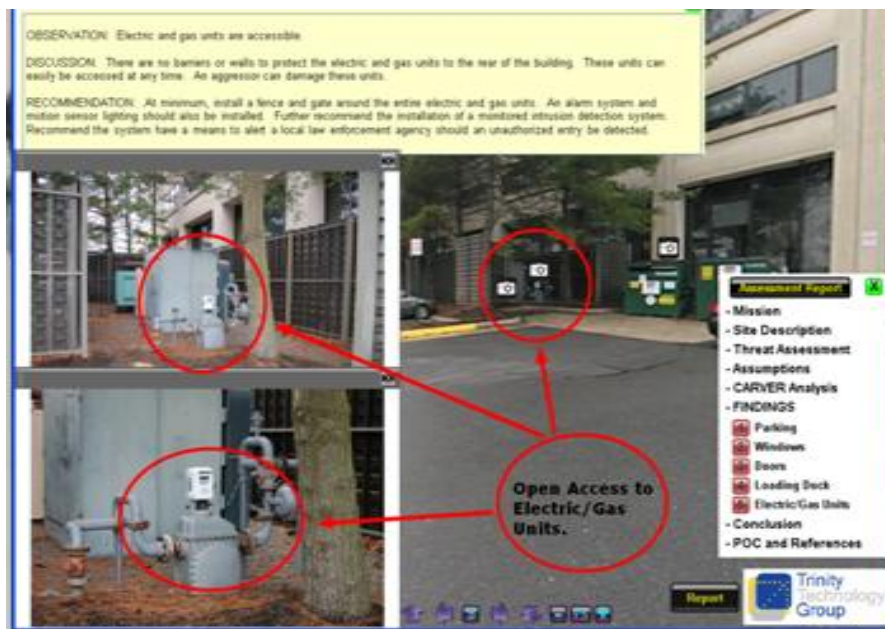 OBSERVATION: Electric and gas units are accessible.
DISCUSSION: There are no barriers or walls to protect the electric and gas units to the rear of the building. These units can
easily be accessed at any time. An aggressor can damage these units.
RECOMMENDATION: At minimum, install a fence and gate around the entire electric and gas units. An alarm system and
motion sensor lighting should also be installed. Further recommend the installation of a monitored intrusion detection system.
Recommend the system have a means to alert a local law enforcement agency should an unauthorized entry be detected.
Open Access to
Electric/Gas
Units.
Assessment Report X
- Mission
- Site Description
- Threat Assessment
- Assumptions
- CARVER Analysis
- FINDINGS
Parking
Windows
Doors
Loading Dock
Electric/Gas Units
- Conclusion
- POC and References
Report
Trinity
Technology
Group